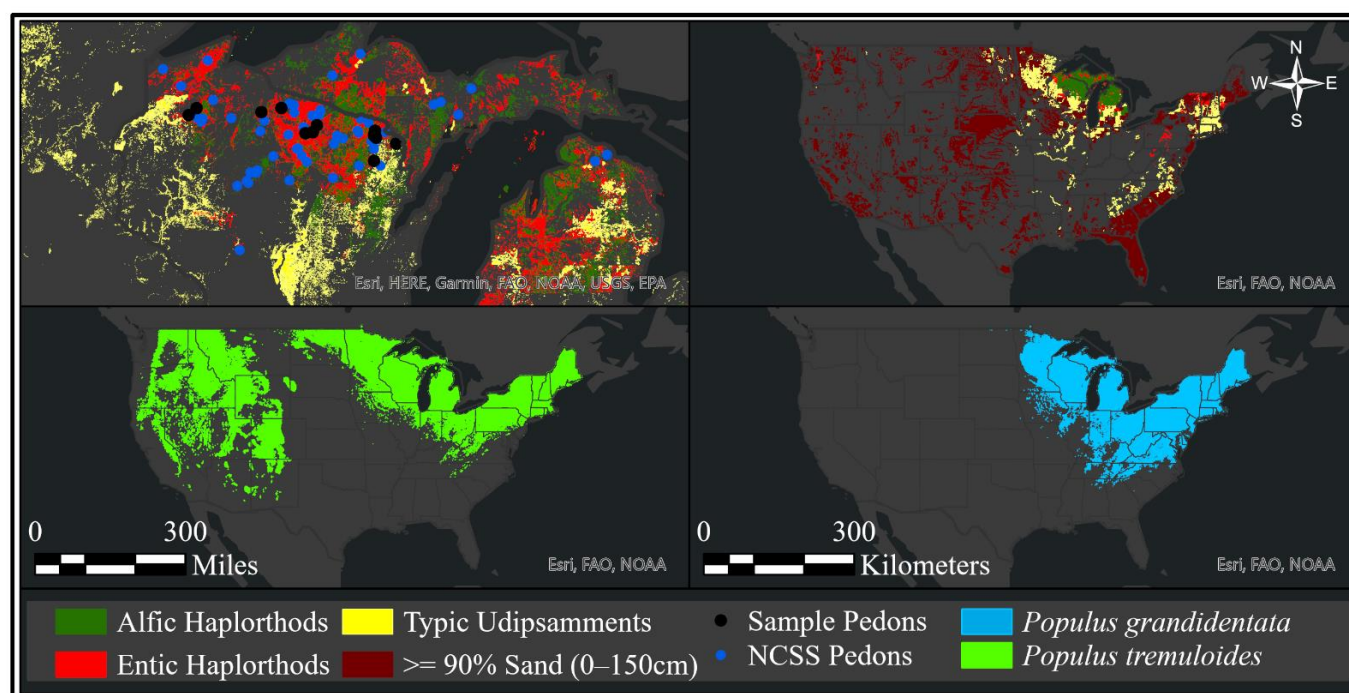 N
W E
S
Esri, HERE, Garmin, FAO, NOAA, USGS, EPA
Esri, FAO, NOAA
0 300
Miles
Esri, FAO, NOAA
0 300
Kilometers
Esri, FAO, NOAA
Alfic Haplorthods Typic Udipsamments Sample Pedons Populus grandidentata
Entic Haplorthods >= 90% Sand (0–150cm) NCSS Pedons Populus tremuloides